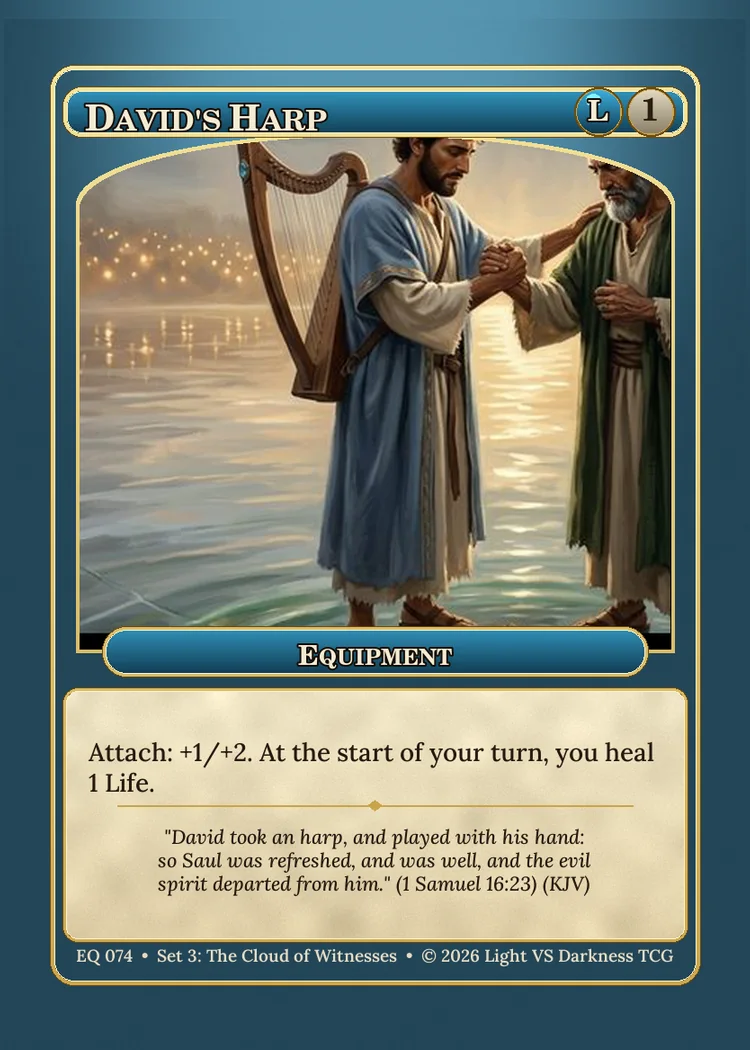 David's Harp L 1
Equipment
Attach: +1/+2. At the start of your turn, you heal
1 Life.
"David took an harp, and played with his hand:
so Saul was refreshed, and was well, and the evil
spirit departed from him." (1 Samuel 16:23) (KJV)
EQ 074 • Set 3: The Cloud of Witnesses • © 2026 Light VS Darkness TCG